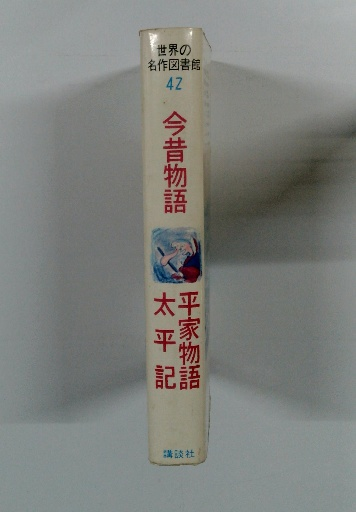 世界の
名作図書館
42
今昔物語
平家物語
太平記
講談社